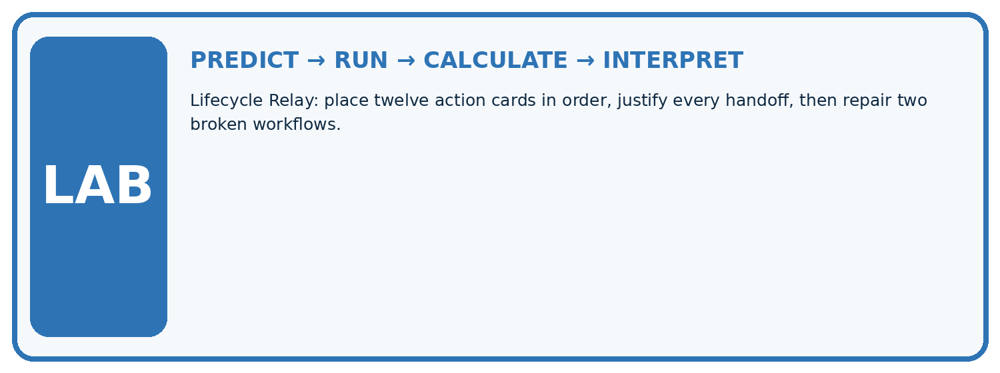 LAB
PREDICT → RUN → CALCULATE → INTERPRET
Lifecycle Relay: place twelve action cards in order, justify every handoff, then repair two
broken workflows.